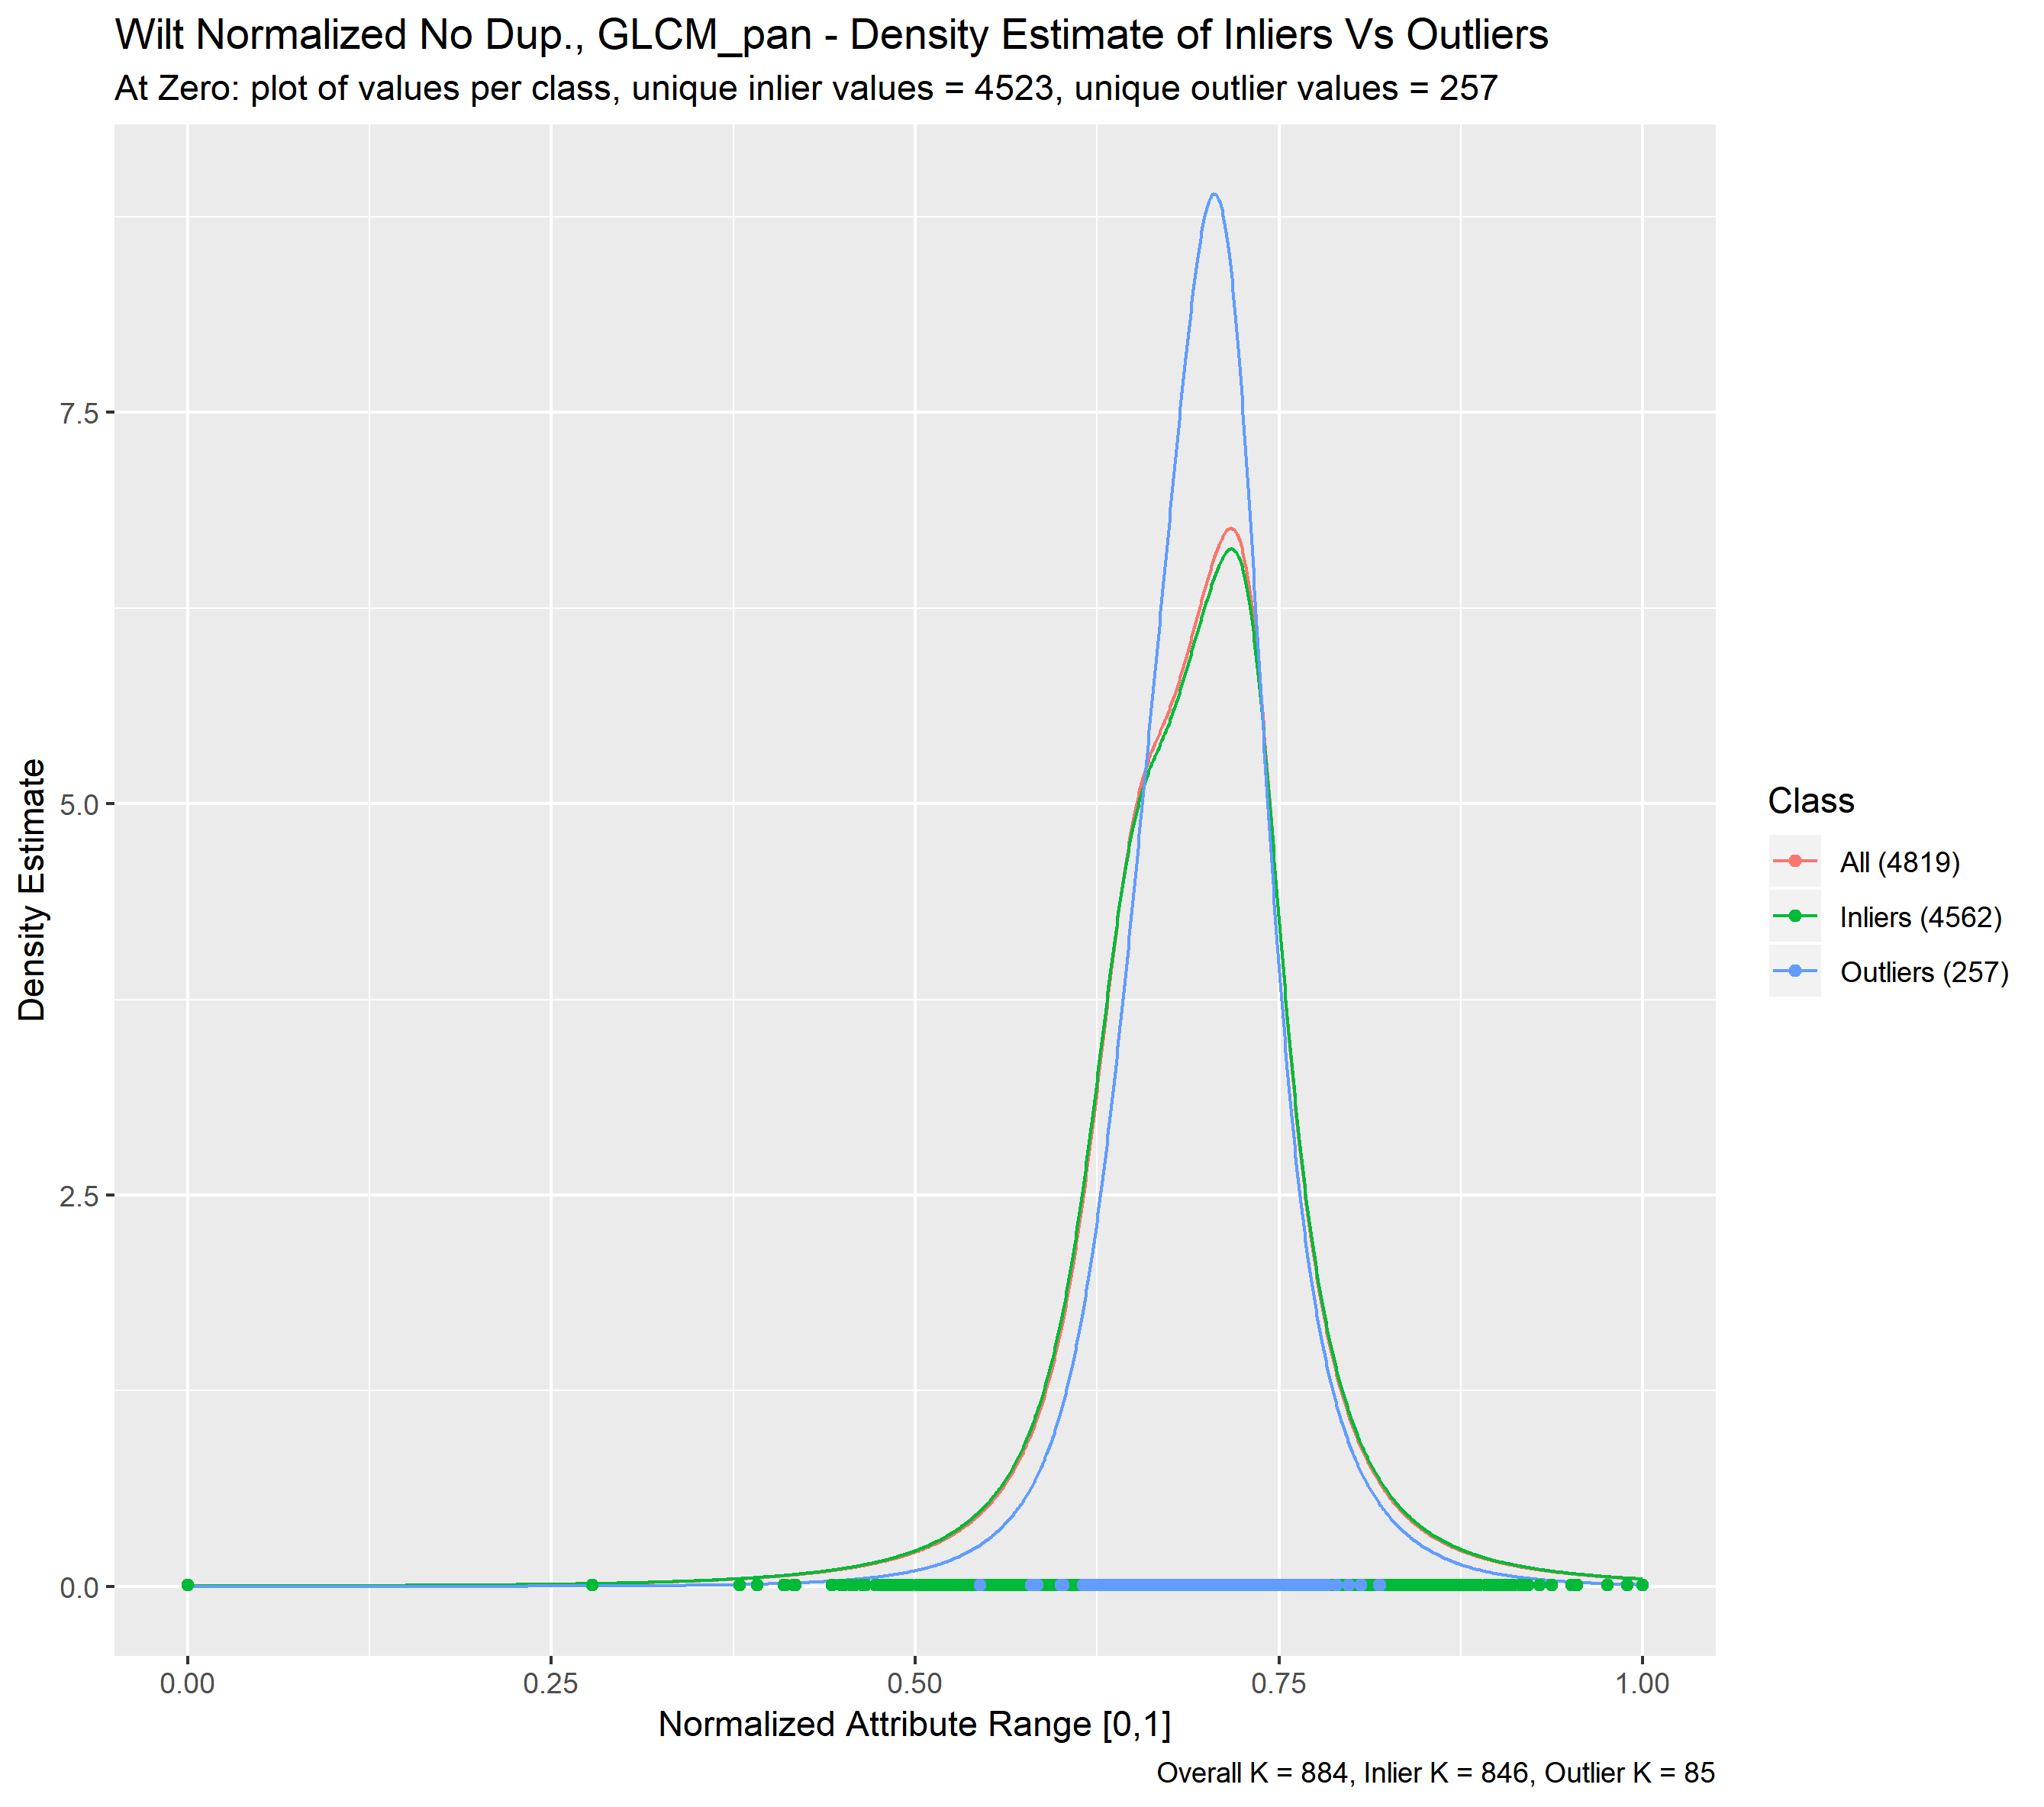 Wilt Normalized No Dup., GLCM_pan - Density Estimate of Inliers Vs Outliers
At Zero: plot of values per class, unique inlier values = 4523, unique outlier values = 257
Density Estimate
7.5
5.0
2.5
0.0
0.00
0.25
0.50
0.75
1.00
Normalized Attribute Range [0,1]
Overall K = 884, Inlier K = 846, Outlier K = 85
Class
All (4819)
Inliers (4562)
Outliers (257)